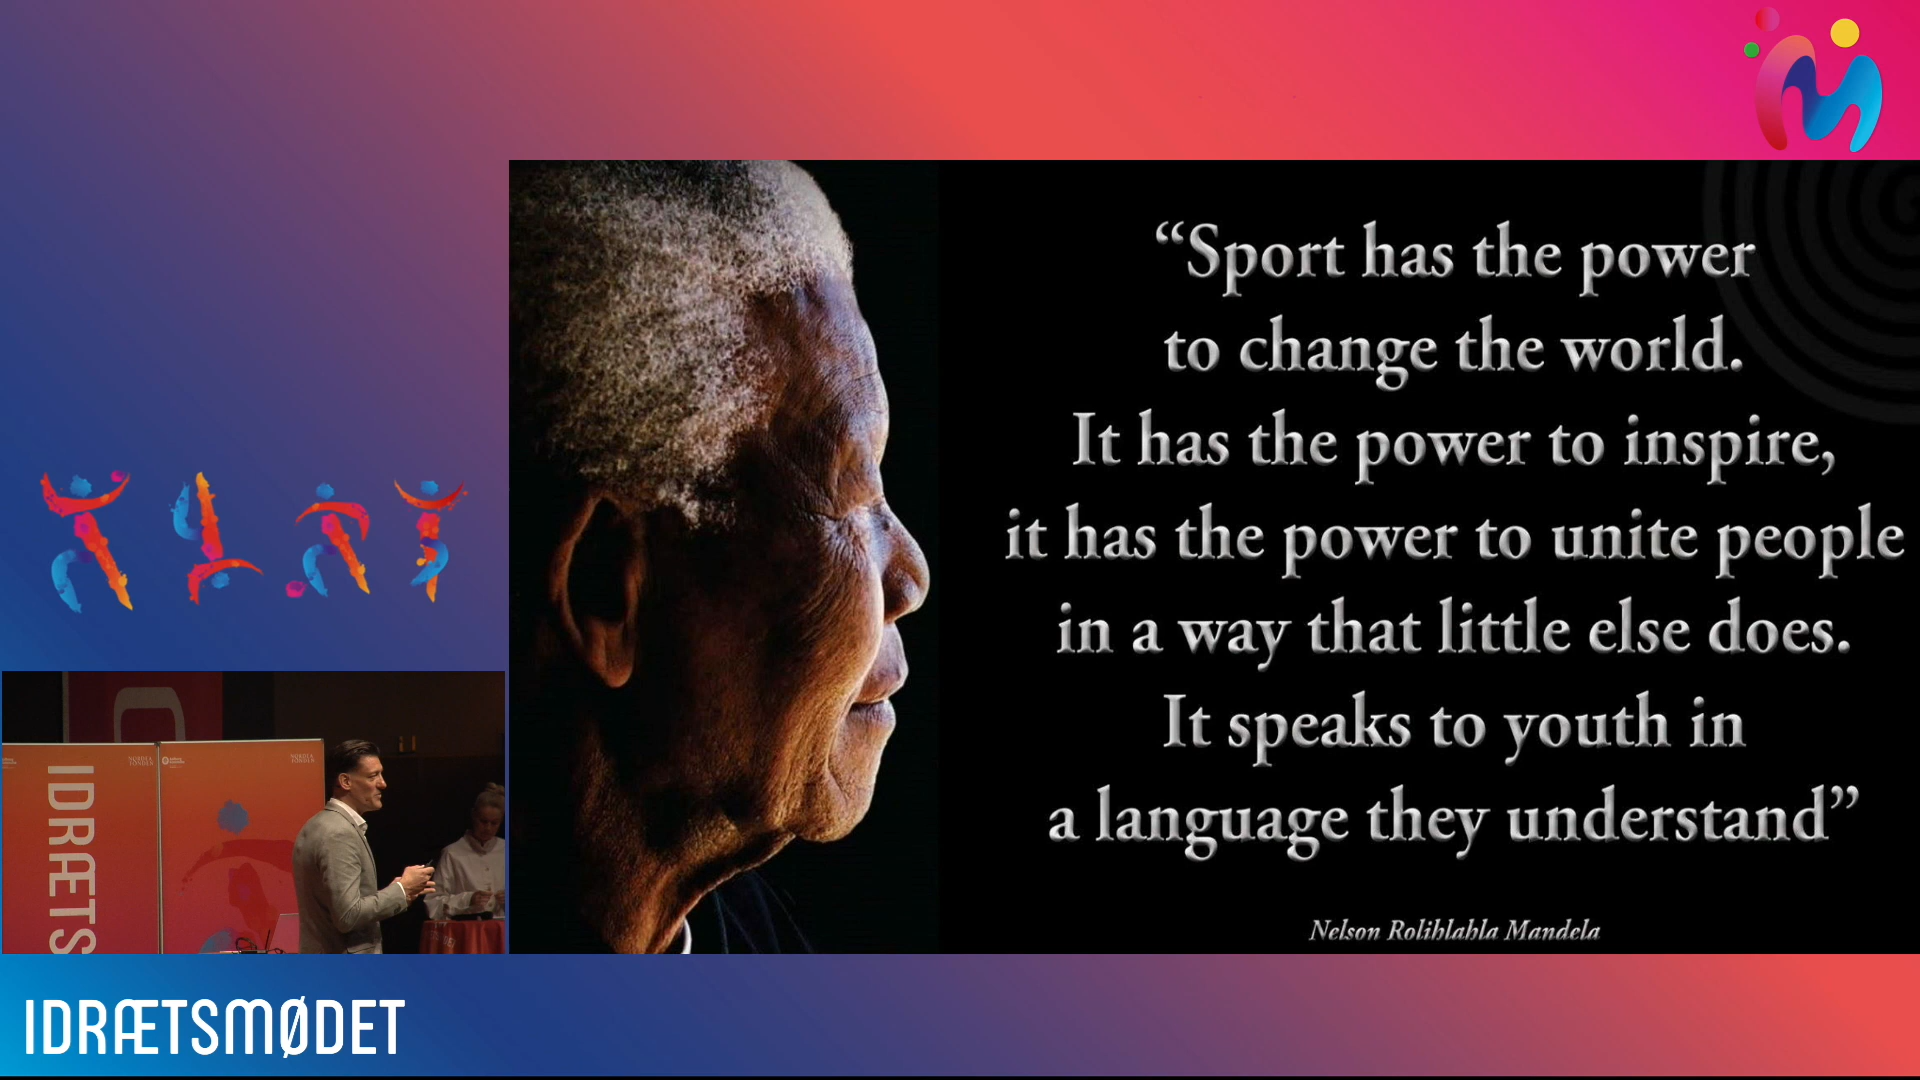 “Sport has the power
to change the world.
It has the power to inspire,
it has the power to unite people
in a way that little else does.
It speaks to youth in
a language they understand”
Nelson Rolihlahla Mandela
IDRÆTS
NORDEA
FONDEN
IDRÆTSMØDET